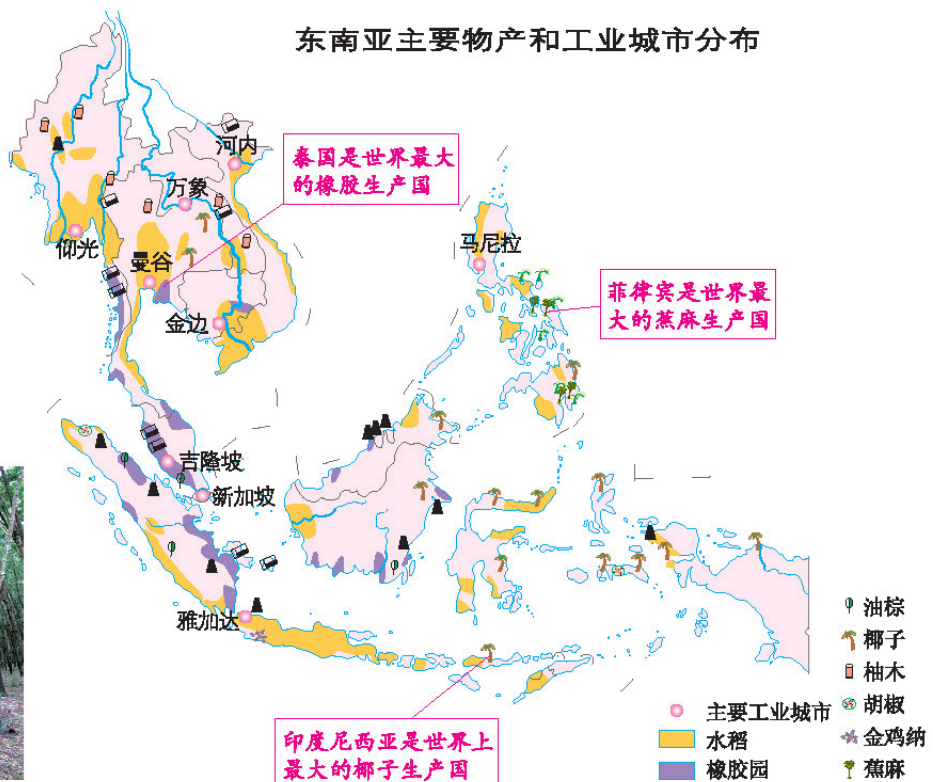 东南亚主要物产和工业城市分布
河内
泰国是世界最大
的橡胶生产国
万象
仰光
曼谷
马尼拉
菲律宾是世界最
大的蕉麻生产国
金边
吉隆坡
新加坡
雅加达
印度尼西亚是世界上
最大的椰子生产国
主要工业城市
水稻
橡胶园
油棕
椰子
柚木
胡椒
金鸡纳
蕉麻